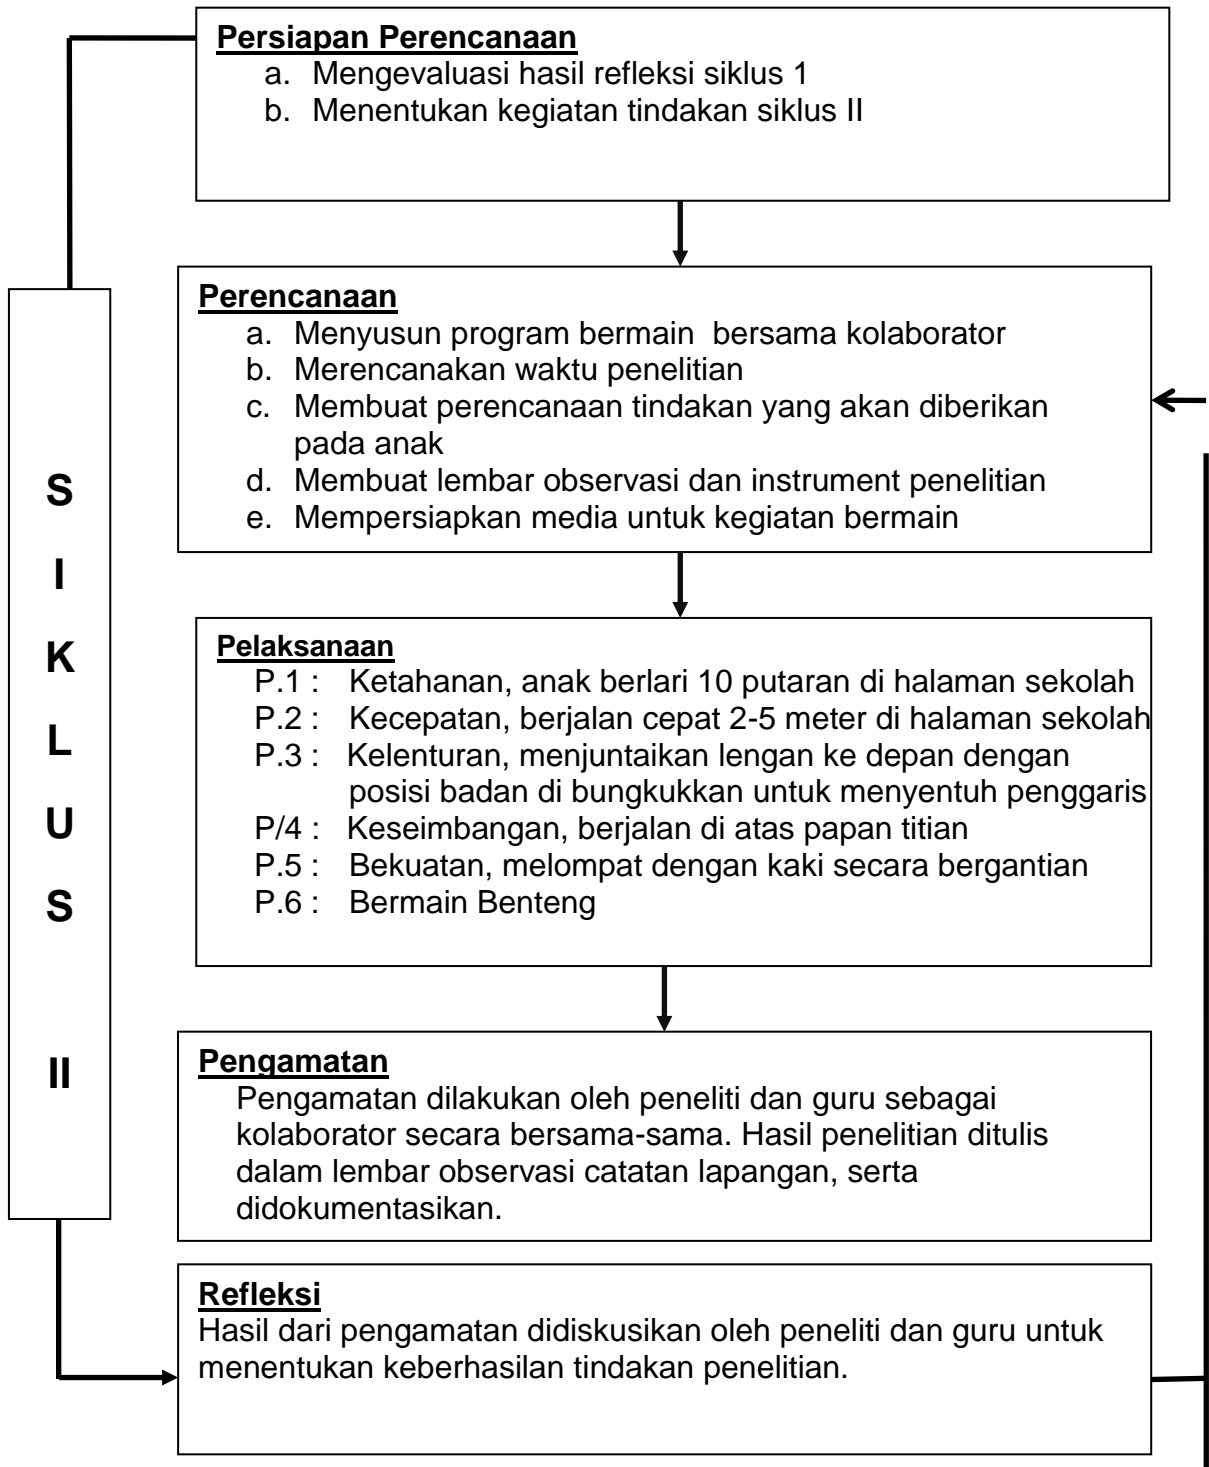 Persiapan Perencanaan
a. Mengevaluasi hasil refleksi siklus 1
b. Menentukan kegiatan tindakan siklus II
Perencanaan
a. Menyusun program bermain bersama kolaborator
b. Merencanakan waktu penelitian
c. Membuat perencanaan tindakan yang akan diberikan
pada anak
d. Membuat lembar observasi dan instrument penelitian
e. Mempersiapkan media untuk kegiatan bermain
S
I
K
L
U
S
II
Pelaksanaan
P.1 : Ketahanan, anak berlari 10 putaran di halaman sekolah
P.2 : Kecepatan, berjalan cepat 2-5 meter di halaman sekolah
P.3 : Kelenturan, menjuntaikan lengan ke depan dengan
posisi badan di bungkukkan untuk menyentuh penggaris
P/4 : Keseimbangan, berjalan di atas papan titian
P.5 : Bekuatan, melompat dengan kaki secara bergantian
P.6 : Bermain Benteng
Pengamatan
Pengamatan dilakukan oleh peneliti dan guru sebagai
kolaborator secara bersama-sama. Hasil penelitian ditulis
dalam lembar observasi catatan lapangan, serta
didokumentasikan.
Refleksi
Hasil dari pengamatan didiskusikan oleh peneliti dan guru untuk
menentukan keberhasilan tindakan penelitian.